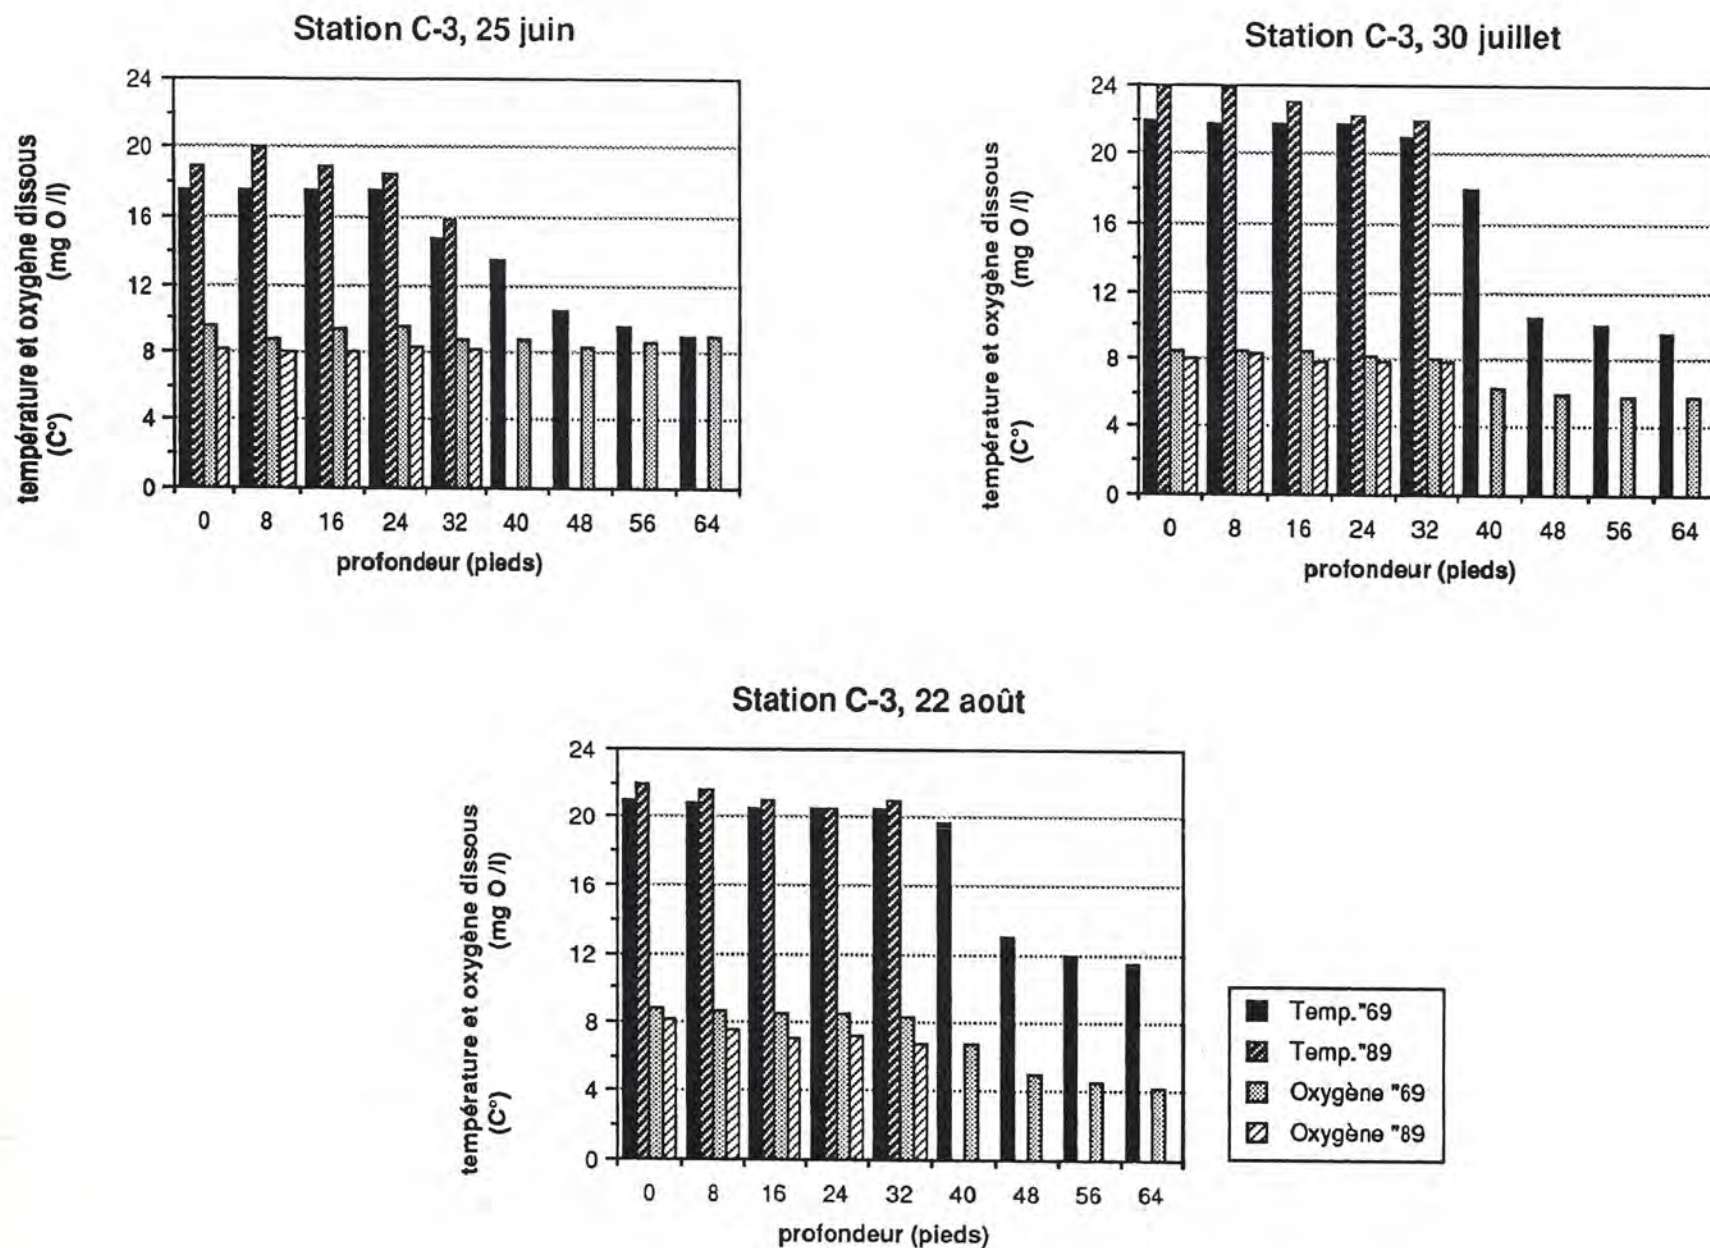 Station C-3, 25 juin
température et oxygène dissous
(C°) (mg O /l)
24
20
16
12
8
4
0
0 8 16 24 32 40 48 56 64
profondeur (pieds)
Station C-3, 30 juillet
température et oxygène dissous
(C°) (mg O /l)
24
20
16
12
8
4
0
0 8 16 24 32 40 48 56 64
profondeur (pieds)
Station C-3, 22 août
température et oxygène dissous
(C°) (mg O /l)
24
20
16
12
8
4
0
0 8 16 24 32 40 48 56 64
profondeur (pieds)
Temp."69
Temp."89
Oxygène "69
Oxygène "89